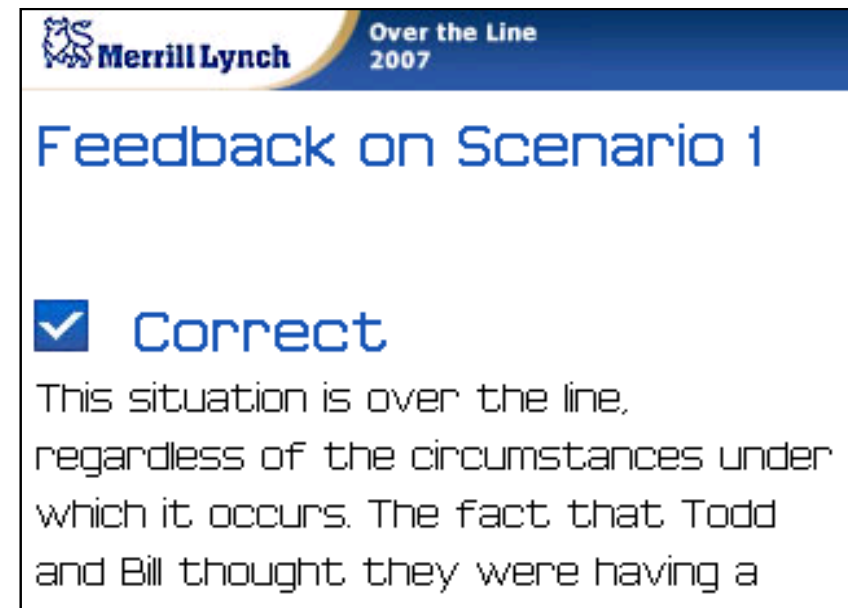 Merrill Lynch
Over the Line
2007
Feedback on Scenario 1
Correct
This situation is over the line,
regardless of the circumstances under
which it occurs. The fact that Todd
and Bill thought they were having a